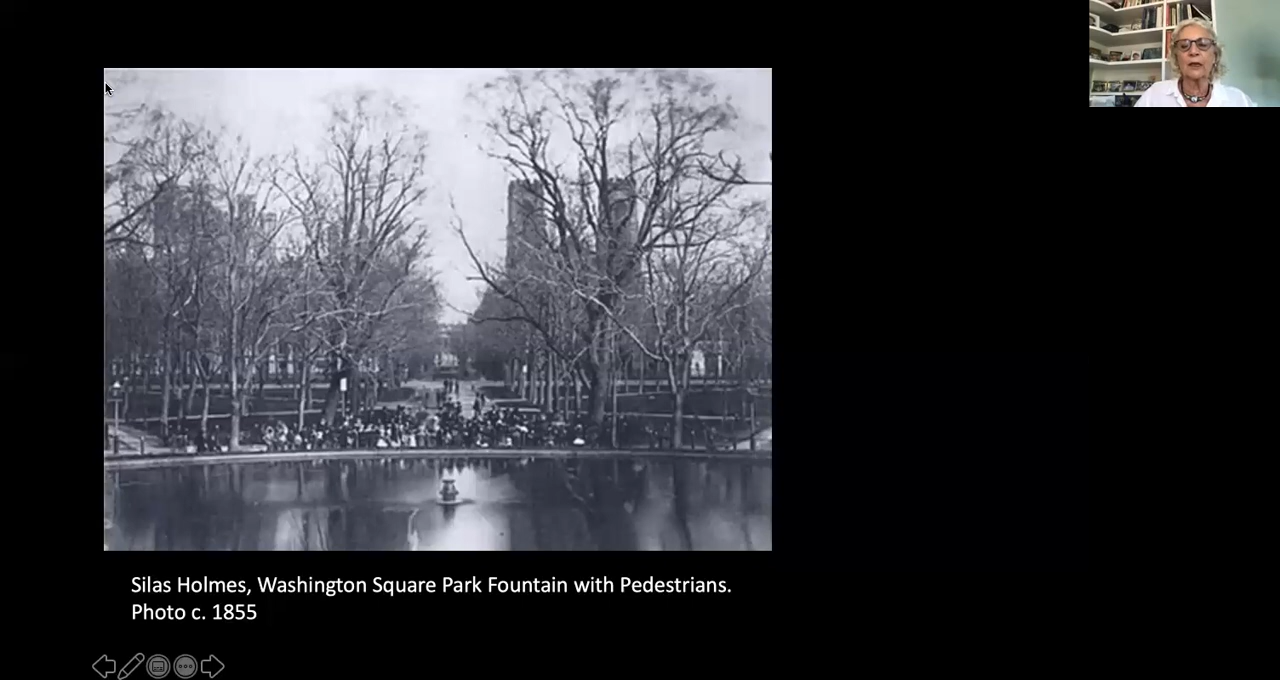 Silas Holmes, Washington Square Park Fountain with Pedestrians.
Photo c. 1855